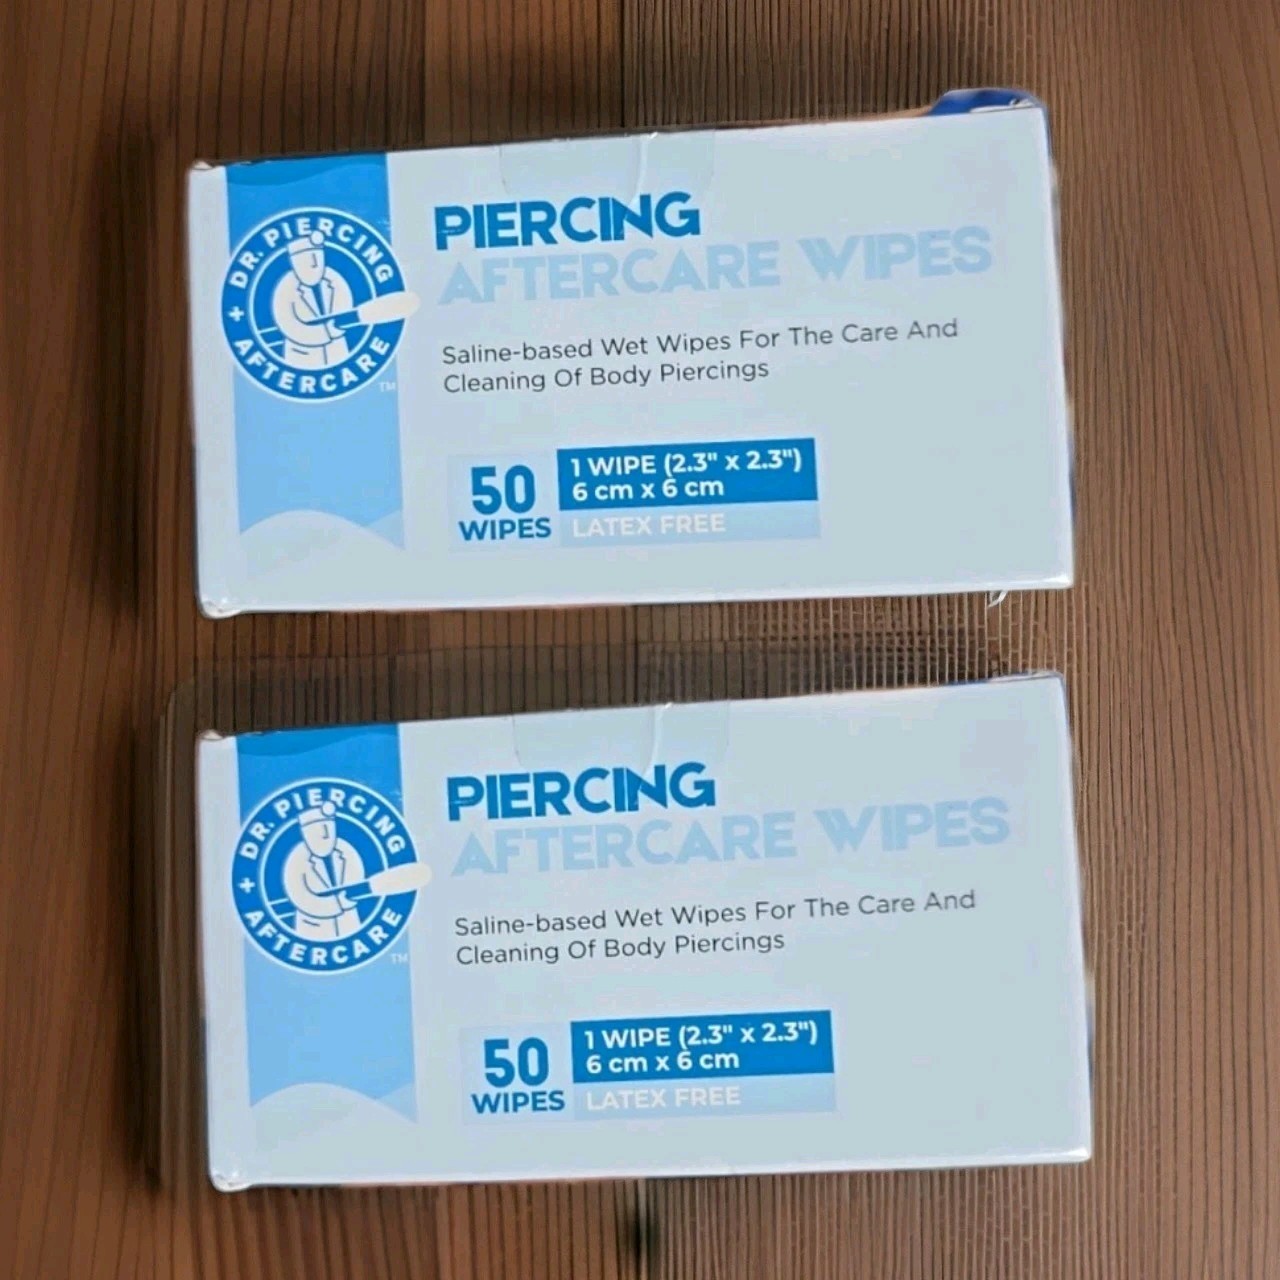 DR. PIERCING
+ AFTERCARE
TM
PIERCING
AFTERCARE WIPES
Saline-based Wet Wipes For The Care And
Cleaning Of Body Piercings
50
WIPES
1 WIPE (2.3" x 2.3")
6 cm x 6 cm
LATEX FREE
DR. PIERCING
+ AFTERCARE
TM
PIERCING
AFTERCARE WIPES
Saline-based Wet Wipes For The Care And
Cleaning Of Body Piercings
50
WIPES
1 WIPE (2.3" x 2.3")
6 cm x 6 cm
LATEX FREE